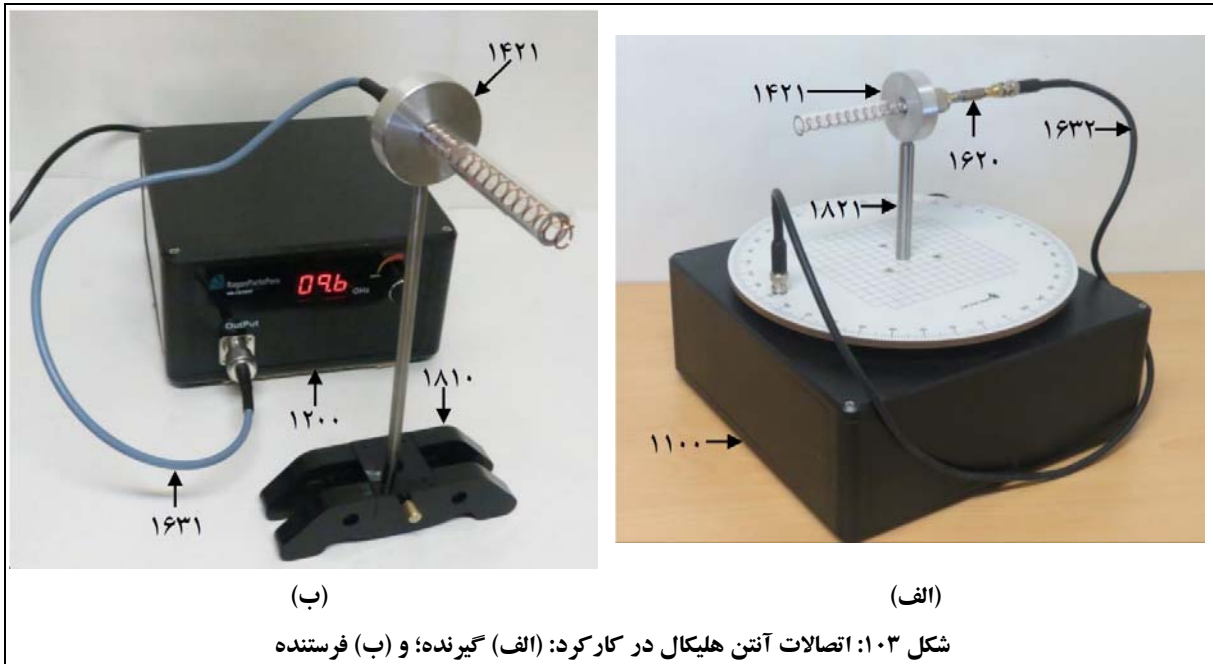 ۱۴۲۱
۱۶۲۰
۱۶۳۲
۱۸۲۱
۱۱۰۰
(الف)
۱۴۲۱
RayanPartoPars
09.6
GHz
OutPut
۱۲۰۰
۱۸۱۰
۱۶۳۱
(ب)
شکل ۱۰۳: اتصالات آنتن هلیکال در کارکرد: (الف) گیرنده؛ و (ب) فرستنده